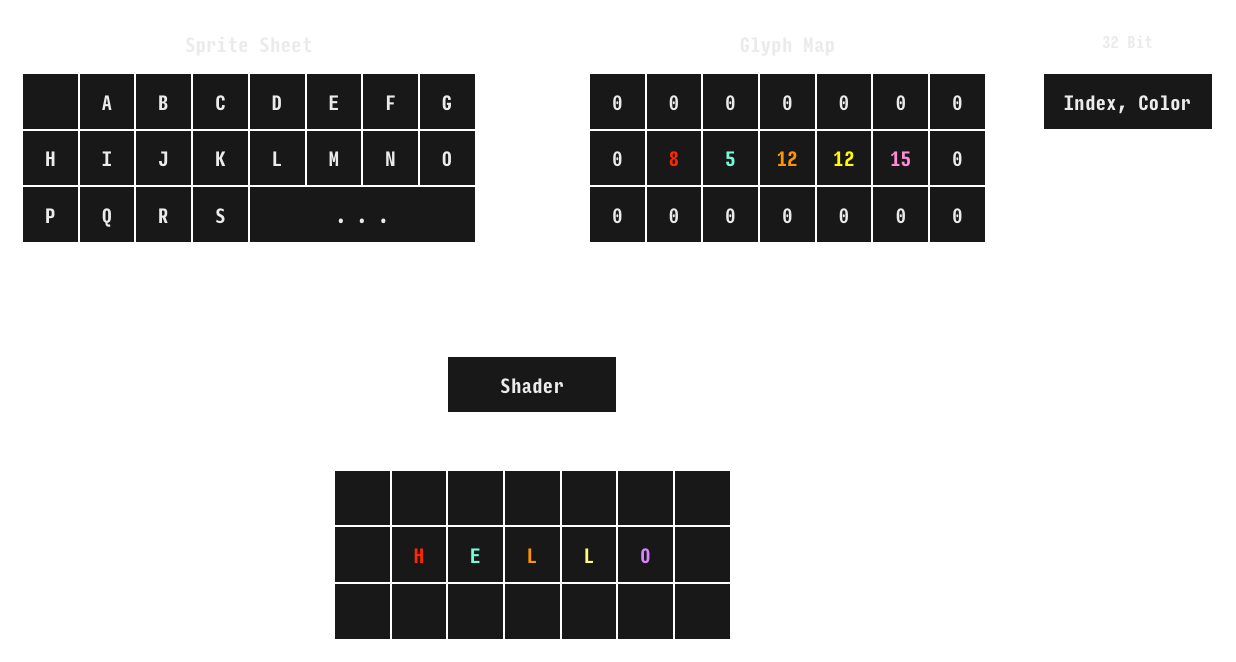 Sprite Sheet
A B C D E F G
H I J K L M N O
P Q R S ...
Glyph Map
0 0 0 0 0 0 0
0 8 5 12 12 15 0
0 0 0 0 0 0 0
32 Bit
Index, Color
Shader
H E L L O